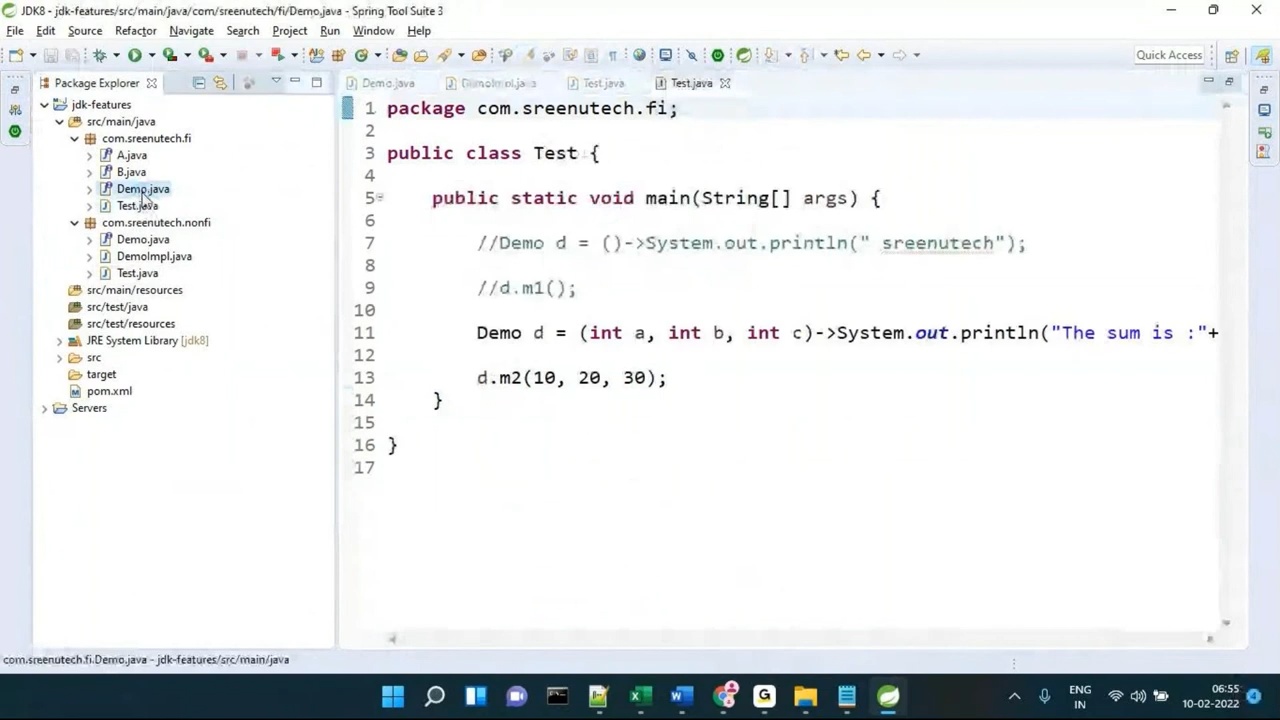 JDK8 - jdk-features/src/main/java/com/sreenutech/fi/Demo.java - Spring Tool Suite 3
File Edit Source Refactor Navigate Search Project Run Window Help
Quick Access
Package Explorer
Demo.java DemoImpl.java Test.java Test.java
jdk-features
src/main/java
com.sreenutech.fi
A.java
B.java
Demo.java
Test.java
com.sreenutech.nonfi
Demo.java
DemoImpl.java
Test.java
src/main/resources
src/test/java
src/test/resources
JRE System Library [jdk8]
src
target
pom.xml
Servers
1 package com.sreenutech.fi;
2
3 public class Test {
4
5 public static void main(String[] args) {
6
7 //Demo d = ()->System.out.println(" sreenutech");
8
9 //d.m1();
10
11 Demo d = (int a, int b, int c)->System.out.println("The sum is :"+
12
13 d.m2(10, 20, 30);
14 }
15
16 }
17
com.sreenutech.fi.Demo.java - jdk-features/src/main/java
ENG
IN
06:55
10-02-2022
4